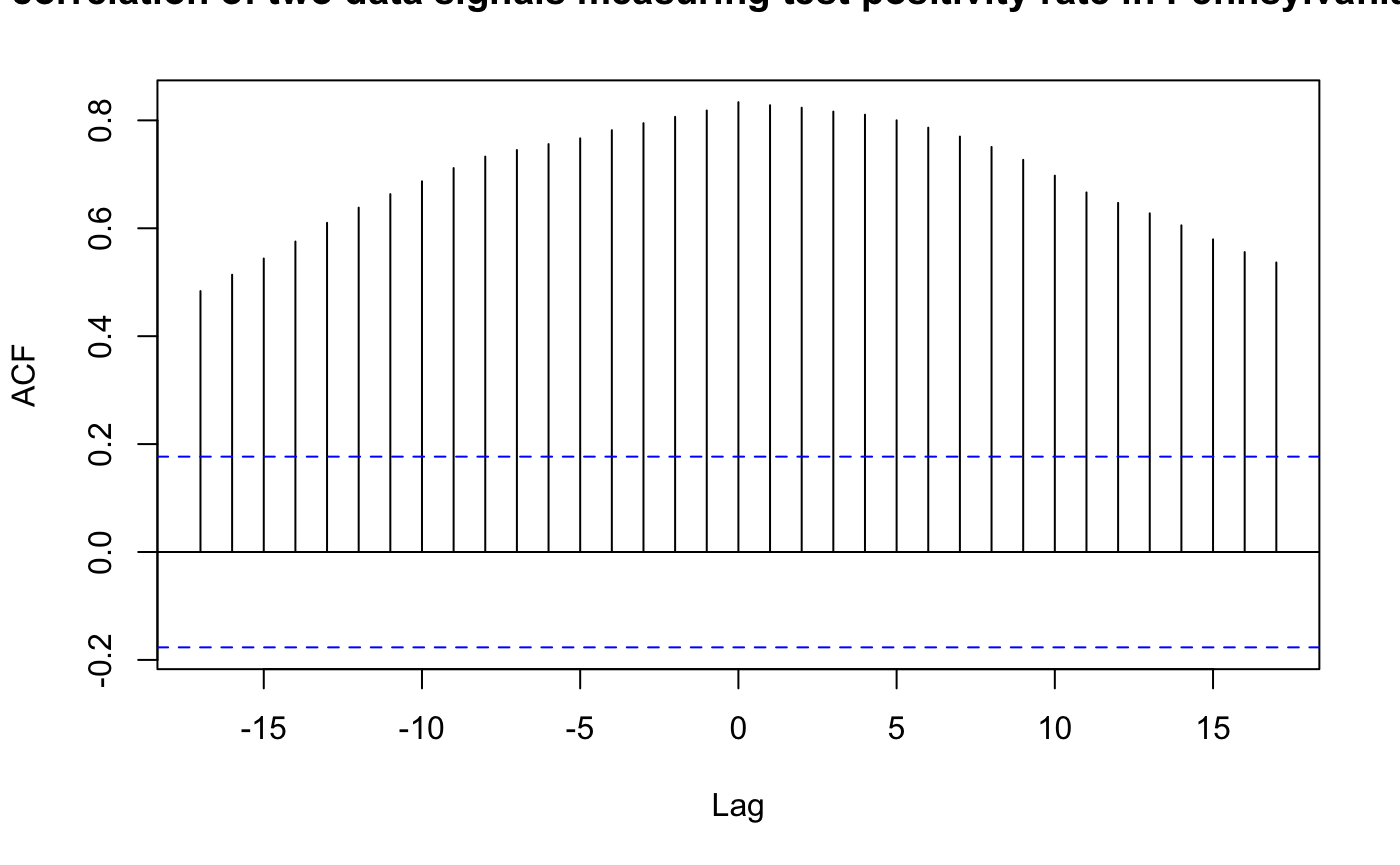 correlation of two data signals measuring test positivity rate in Pennsylvania
ACF
0.8
0.6
0.4
0.2
0.0
-0.2
-15 -10 -5 0 5 10 15
Lag